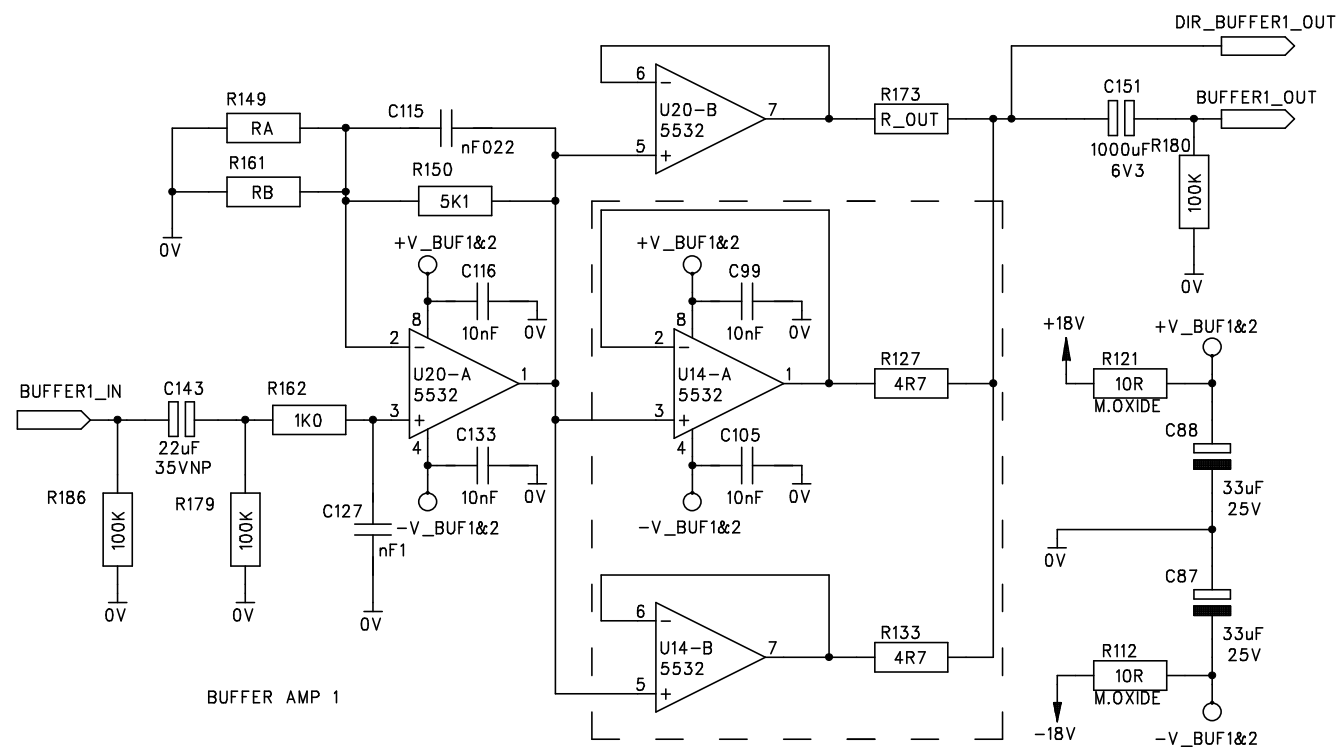 DIR_BUFFER1_OUT
BUFFER1_OUT
C151
1000uF
6V3
R180
100K
0V
R173
R_OUT
6
7
5
U20-B
5532
R149
RA
R161
RB
0V
C115
nF022
R150
5K1
+V_BUF1&2
C116
10nF
0V
8
2
3
1
4
U20-A
5532
C133
10nF
0V
-V_BUF1&2
BUFFER1_IN
C143
22uF
35VNP
R162
1K0
R186
100K
0V
R179
100K
0V
C127
nF1
0V
+V_BUF1&2
C99
10nF
0V
8
2
3
1
4
U14-A
5532
R127
4R7
C105
10nF
0V
-V_BUF1&2
6
7
5
U14-B
5532
R133
4R7
+18V
+V_BUF1&2
R121
10R
M.OXIDE
C88
33uF
25V
0V
C87
33uF
25V
R112
10R
M.OXIDE
-18V
-V_BUF1&2
BUFFER AMP 1